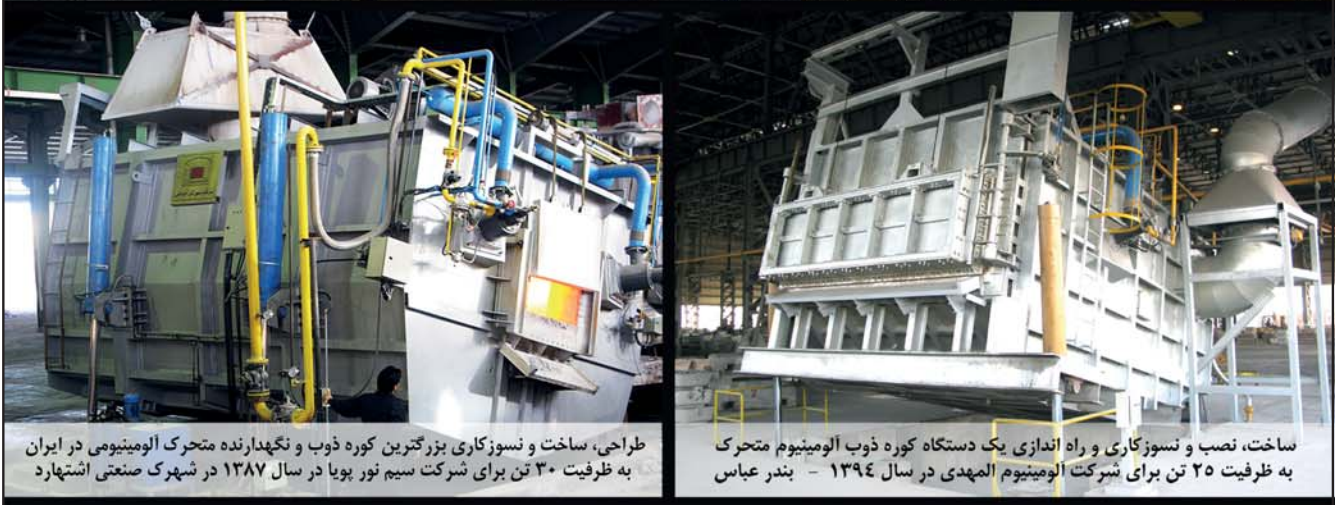 ساخت، نصب و نسوزکاری و راه اندازی یک دستگاه کوره ذوب آلومینیوم متحرک
به ظرفیت ۲۵ تن برای شرکت آلومینیوم المهدی در سال ۱۳۹٤ - بندر عباس
طراحی، ساخت و نسوزکاری بزرگترین کوره ذوب و نگهدارنده متحرک آلومینیومی در ایران
به ظرفیت ۳۰ تن برای شرکت سیم نور پویا در سال ۱۳۸۷ در شهرک صنعتی اشتهارد